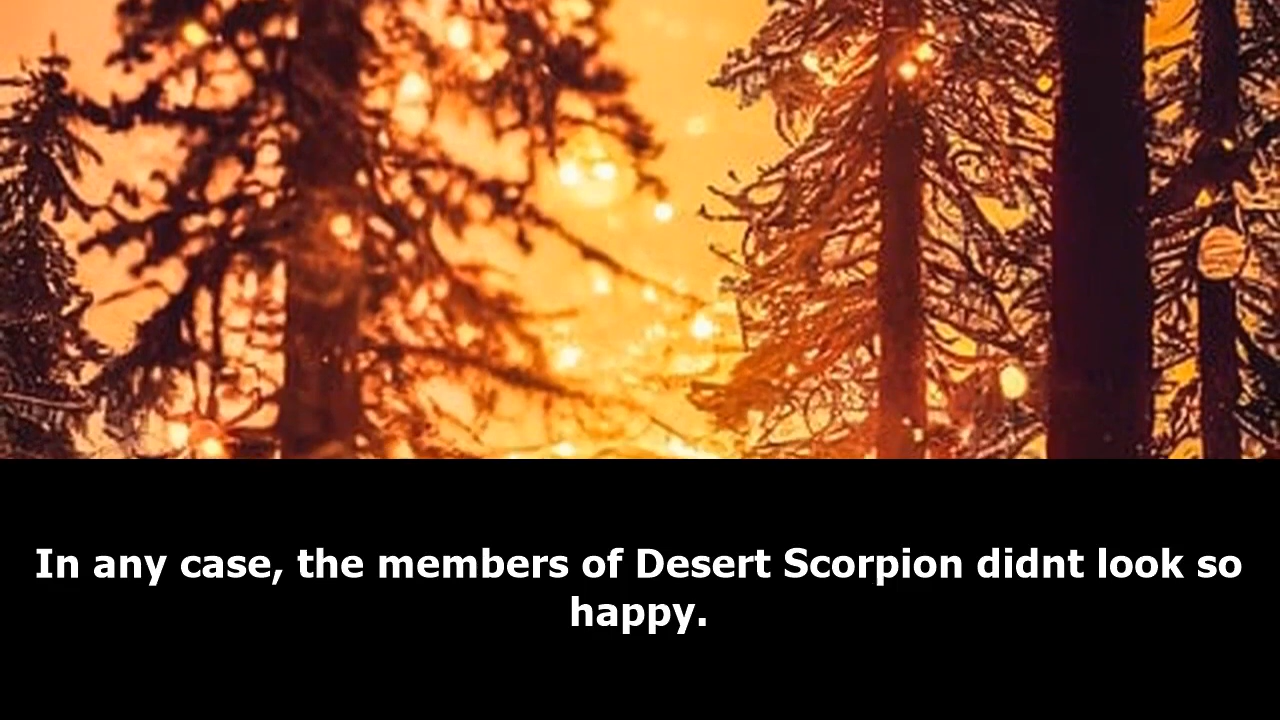 In any case, the members of Desert Scorpion didnt look so
happy.